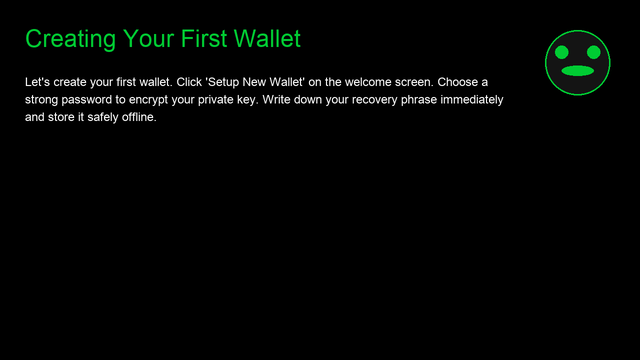 Creating Your First Wallet
Let's create your first wallet. Click 'Setup New Wallet' on the welcome screen. Choose a
strong password to encrypt your private key. Write down your recovery phrase immediately
and store it safely offline.